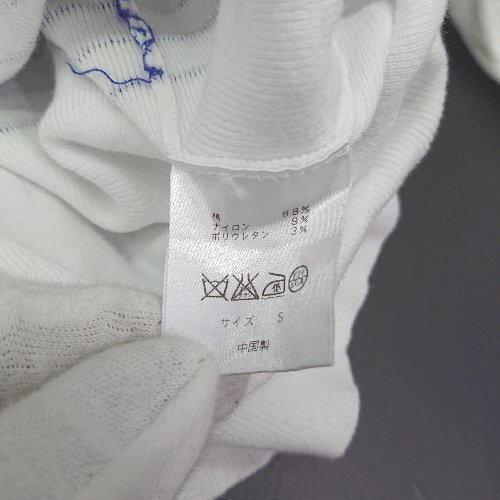 綿 88%
ナイロン 9%
ポリウレタン 3%
サイズ S
中国製